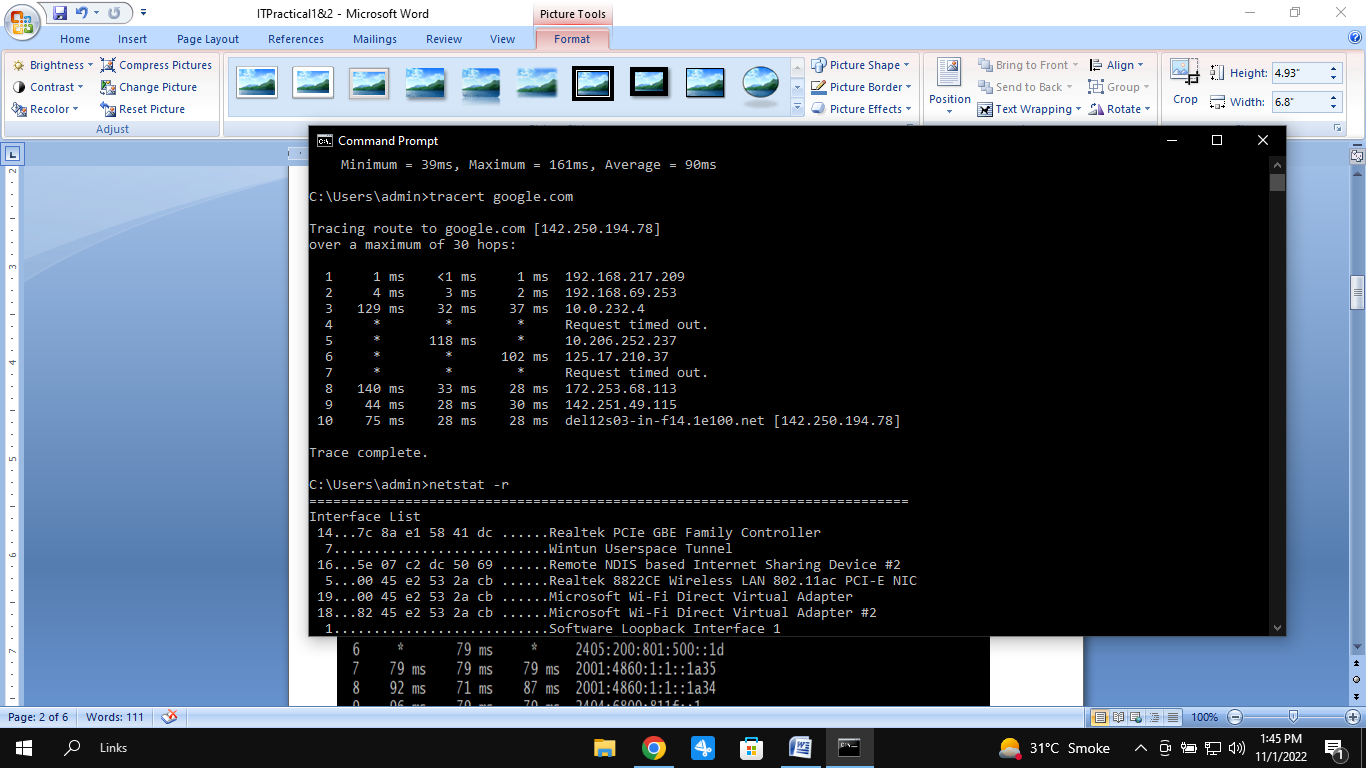 ITPractical1&2 - Microsoft Word
Picture Tools
Home Insert Page Layout References Mailings Review View Format
Brightness Compress Pictures
Contrast Change Picture
Recolor Reset Picture
Adjust
Picture Shape
Picture Border
Picture Effects
Position
Bring to Front
Send to Back
Text Wrapping
Align
Group
Rotate
Crop
Height: 4.93"
Width: 6.8"
Command Prompt
Minimum = 39ms, Maximum = 161ms, Average = 90ms
C:\Users\admin>tracert google.com
Tracing route to google.com [142.250.194.78]
over a maximum of 30 hops:
1 1 ms <1 ms 1 ms 192.168.217.209
2 4 ms 3 ms 2 ms 192.168.69.253
3 129 ms 32 ms 37 ms 10.0.232.4
4 * * * Request timed out.
5 * 118 ms * 10.206.252.237
6 * * 102 ms 125.17.210.37
7 * * * Request timed out.
8 140 ms 33 ms 28 ms 172.253.68.113
9 44 ms 28 ms 30 ms 142.251.49.115
10 75 ms 28 ms 28 ms del12s03-in-f14.1e100.net [142.250.194.78]
Trace complete.
C:\Users\admin>netstat -r
===========================================================================
Interface List
14...7c 8a e1 58 41 dc ......Realtek PCIe GBE Family Controller
7...........................Wintun Userspace Tunnel
16...5e 07 c2 dc 50 69 ......Remote NDIS based Internet Sharing Device #2
5...00 45 e2 53 2a cb ......Realtek 8822CE Wireless LAN 802.11ac PCI-E NIC
19...00 45 e2 53 2a cb ......Microsoft Wi-Fi Direct Virtual Adapter
18...82 45 e2 53 2a cb ......Microsoft Wi-Fi Direct Virtual Adapter #2
1...........................Software Loopback Interface 1
6 * 79 ms * 2405:200:801:500::1d
7 79 ms 79 ms 79 ms 2001:4860:1:1::1a35
8 92 ms 71 ms 87 ms 2001:4860:1:1::1a34
Page: 2 of 6 Words: 111
100%
Links
31°C Smoke
1:45 PM
11/1/2022
1